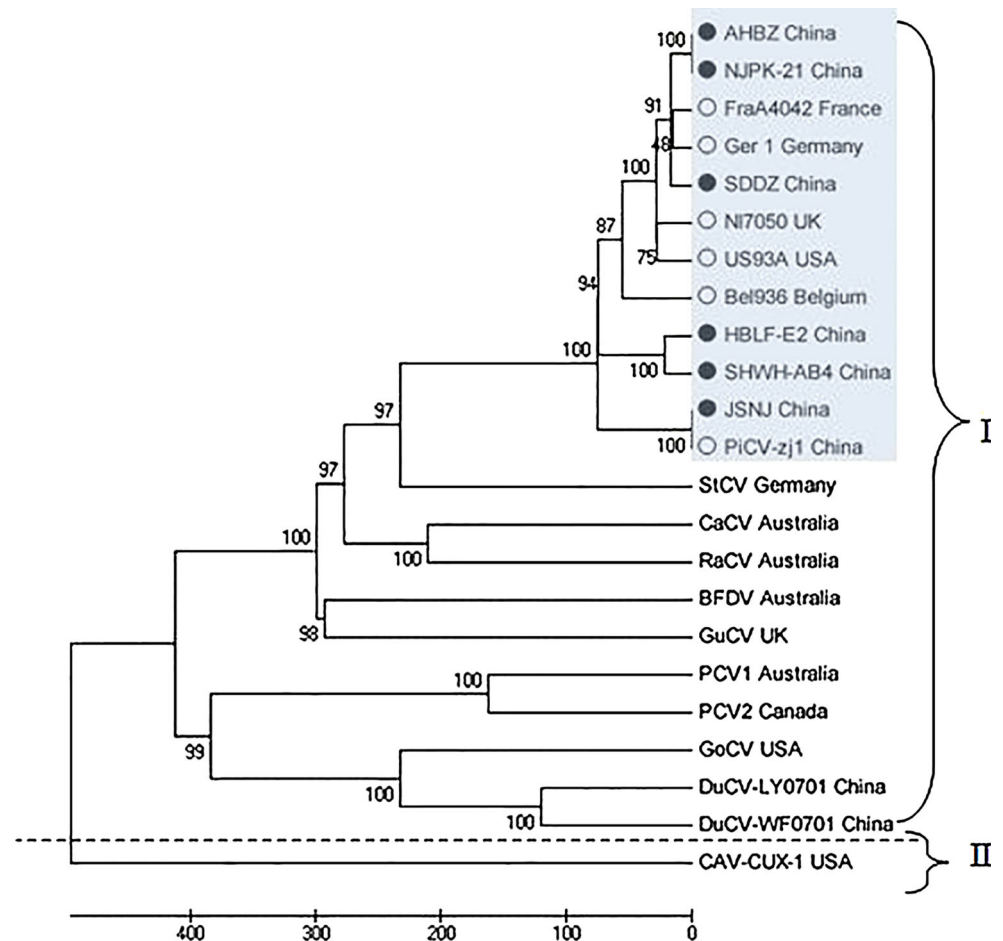 100
AHBZ China
NJPK-21 China
91
FraA4042 France
48
Ger 1 Germany
100
SDDZ China
87
NI7050 UK
75
US93A USA
94
Bel936 Belgium
HBLF-E2 China
100
100
SHWH-AB4 China
97
JSNJ China
I
100
PiCV-zj1 China
97
StCV Germany
100
CaCV Australia
100
RaCV Australia
BFDV Australia
98
GuCV UK
100
PCV1 Australia
PCV2 Canada
99
GoCV USA
100
DuCV-LY0701 China
100
DuCV-WF0701 China
CAV-CUX-1 USA
II
400 300 200 100 0